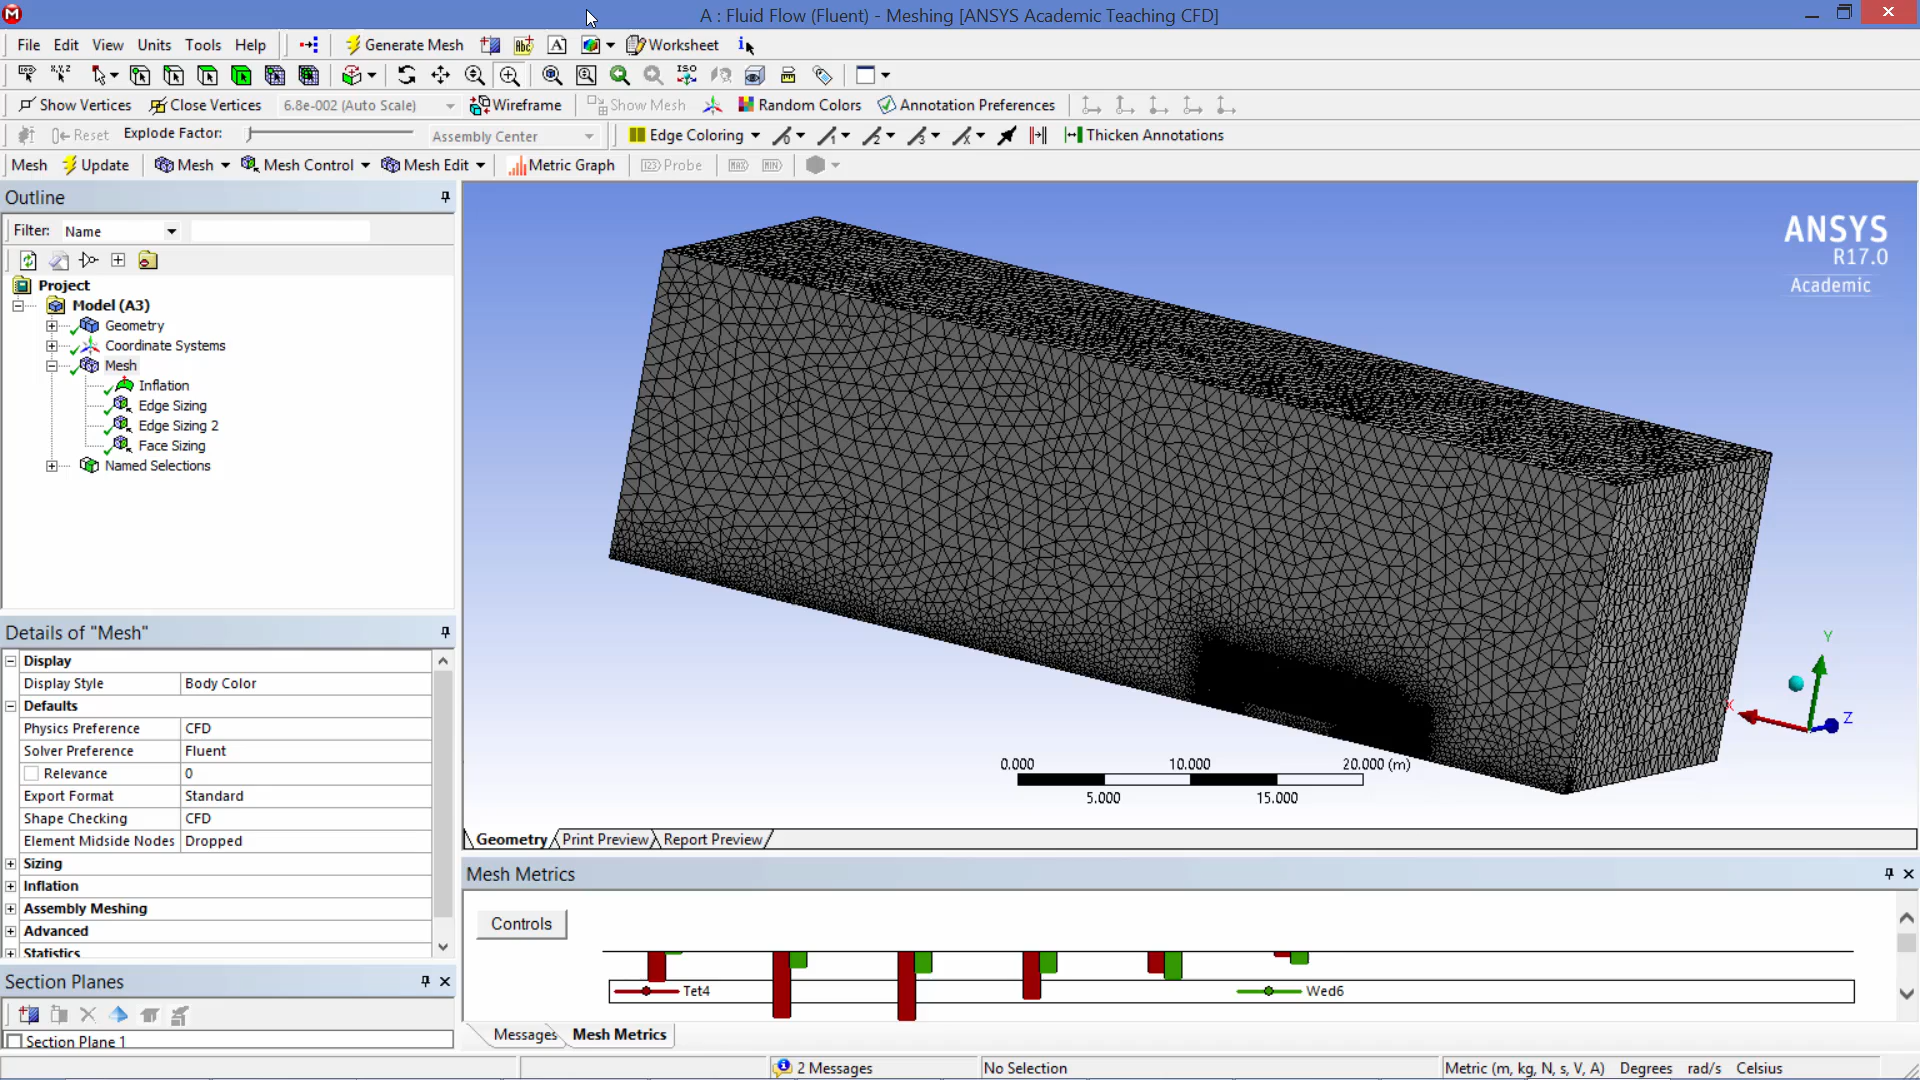 A : Fluid Flow (Fluent) - Meshing [ANSYS Academic Teaching CFD]
File Edit View Units Tools Help Generate Mesh Worksheet
Show Vertices Close Vertices 6.8e-002 (Auto Scale) Wireframe Show Mesh Random Colors Annotation Preferences
Reset Explode Factor: Assembly Center Edge Coloring Thicken Annotations
Mesh Update Mesh Mesh Control Mesh Edit Metric Graph Probe MAX MIN
Outline
Filter: Name
Project
Model (A3)
Geometry
Coordinate Systems
Mesh
Inflation
Edge Sizing
Edge Sizing 2
Face Sizing
Named Selections
Details of "Mesh"
Display
Display Style Body Color
Defaults
Physics Preference CFD
Solver Preference Fluent
Relevance 0
Export Format Standard
Shape Checking CFD
Element Midside Nodes Dropped
Sizing
Inflation
Assembly Meshing
Advanced
Statistics
Section Planes
Section Plane 1
ANSYS
R17.0
Academic
Y
X
Z
0.000 10.000 20.000 (m)
5.000 15.000
Geometry Print Preview Report Preview
Mesh Metrics
Controls
Tet4 Wed6
Messages Mesh Metrics
2 Messages No Selection Metric (m, kg, N, s, V, A) Degrees rad/s Celsius